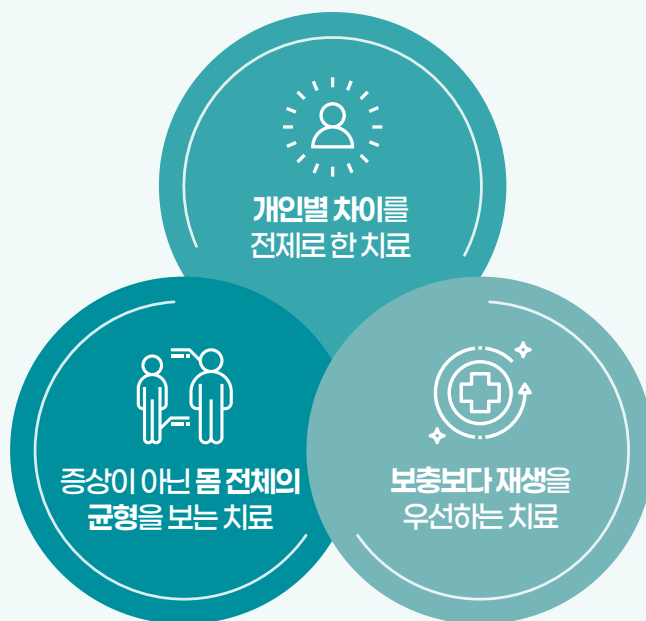 개인별 차이를
전제로 한 치료
증상이 아닌 몸 전체의
균형을 보는 치료
보충보다 재생을
우선하는 치료